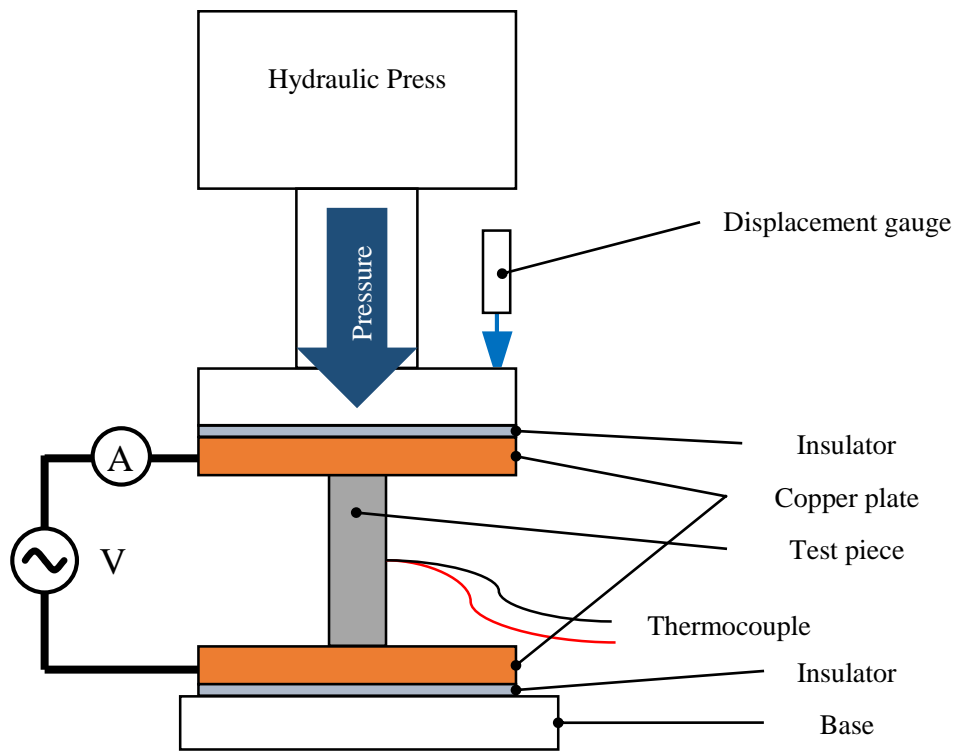 Hydraulic Press
Displacement gauge
Pressure
Insulator
A
Copper plate
V
Test piece
Thermocouple
Insulator
Base